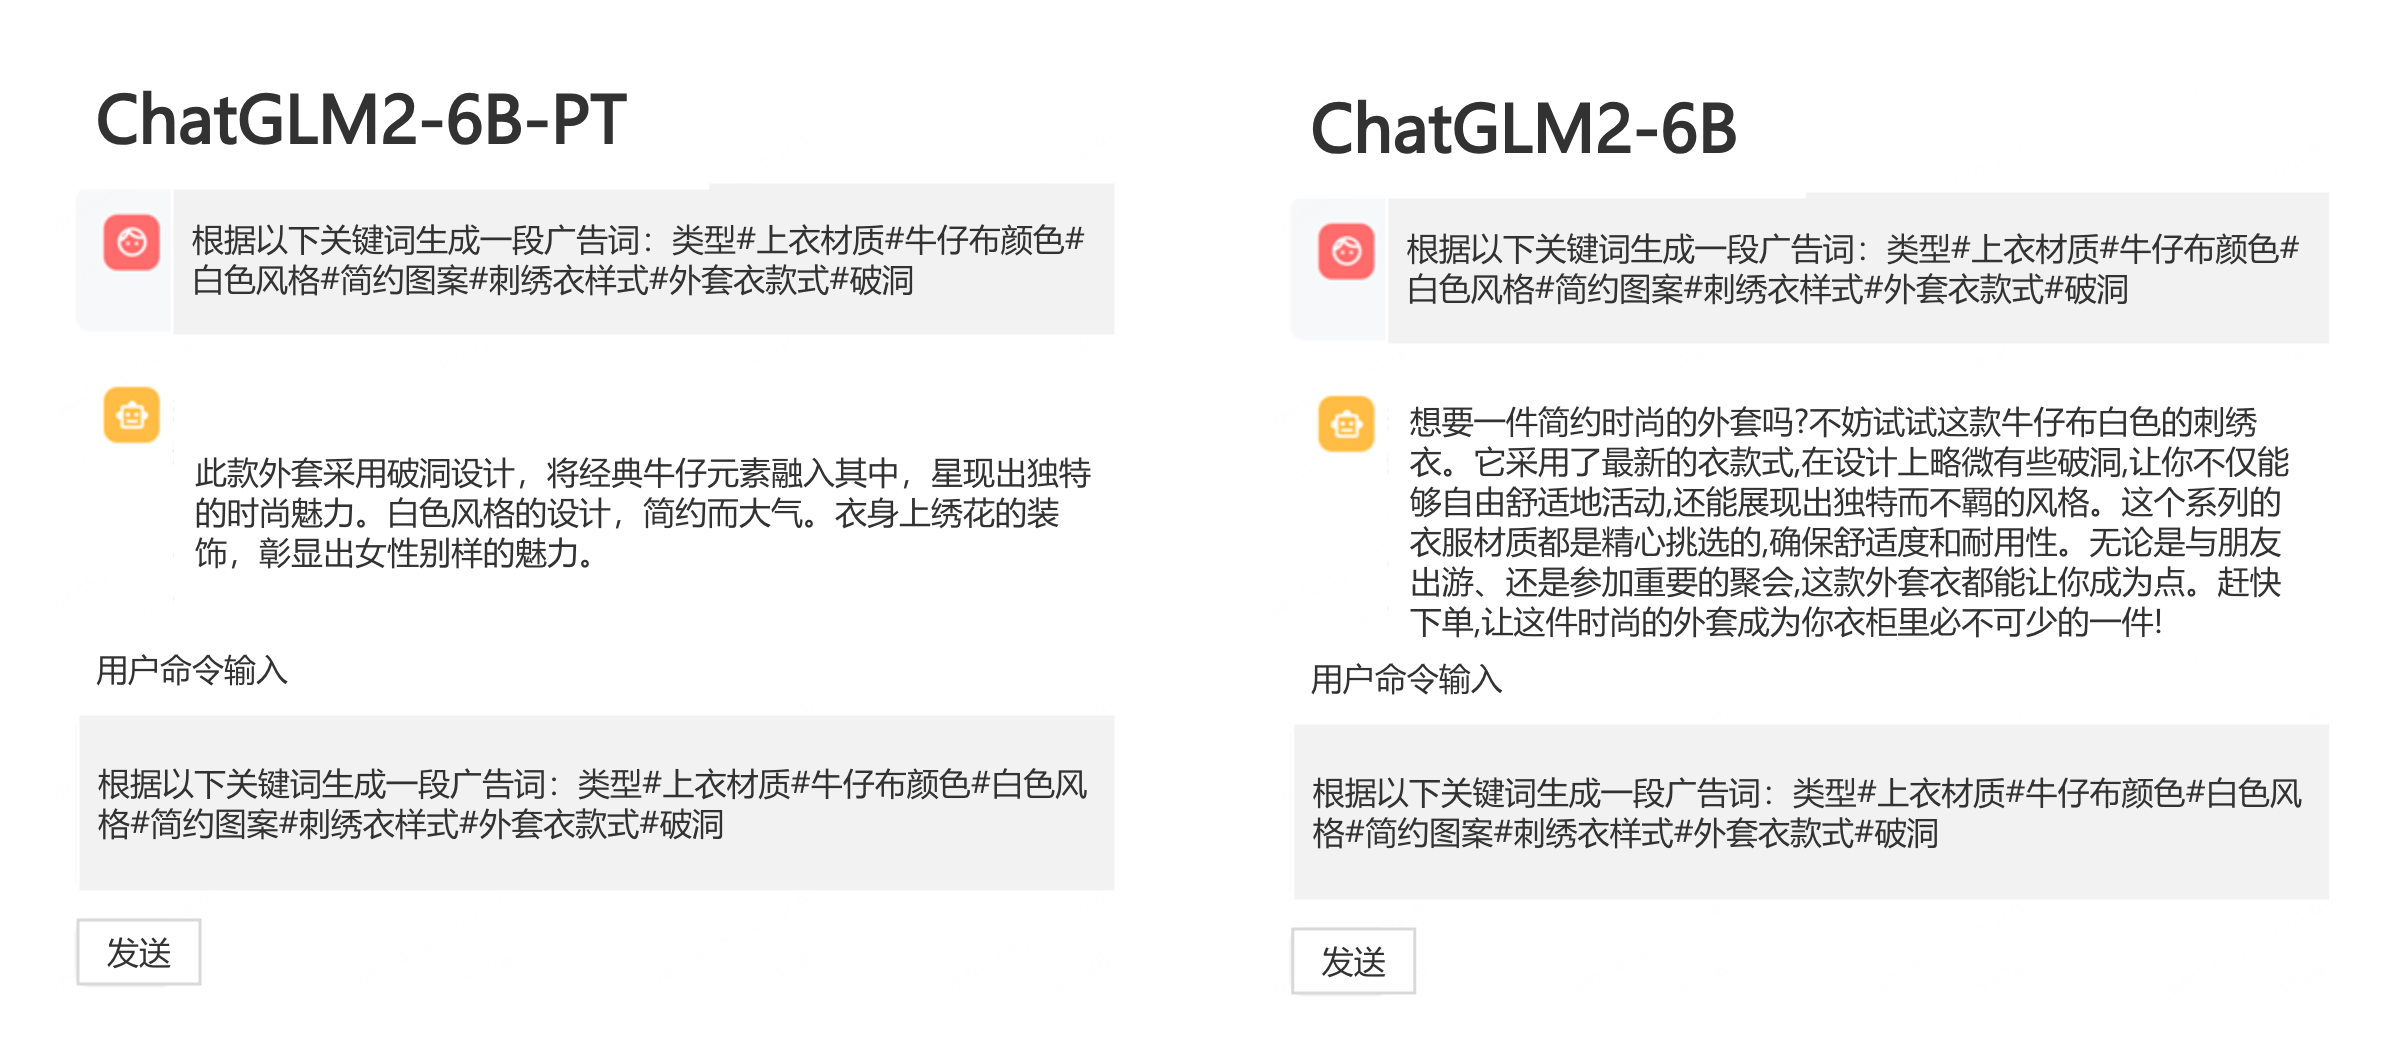 ChatGLM2-6B-PT
根据以下关键词生成一段广告词：类型#上衣材质#牛仔布颜色#
白色风格#简约图案#刺绣衣样式#外套衣款式#破洞
此款外套采用破洞设计，将经典牛仔元素融入其中，星现出独特
的时尚魅力。白色风格的设计，简约而大气。衣身上绣花的装
饰，彰显出女性别样的魅力。
用户命令输入
根据以下关键词生成一段广告词：类型#上衣材质#牛仔布颜色#白色风
格#简约图案#刺绣衣样式#外套衣款式#破洞
发送
ChatGLM2-6B
根据以下关键词生成一段广告词：类型#上衣材质#牛仔布颜色#
白色风格#简约图案#刺绣衣样式#外套衣款式#破洞
想要一件简约时尚的外套吗?不妨试试这款牛仔布白色的刺绣
衣。它采用了最新的衣款式,在设计上略微有些破洞,让你不仅能
够自由舒适地活动,还能展现出独特而不羁的风格。这个系列的
衣服材质都是精心挑选的,确保舒适度和耐用性。无论是与朋友
出游、还是参加重要的聚会,这款外套衣都能让你成为点。赶快
下单,让这件时尚的外套成为你衣柜里必不可少的一件!
用户命令输入
根据以下关键词生成一段广告词：类型#上衣材质#牛仔布颜色#白色风
格#简约图案#刺绣衣样式#外套衣款式#破洞
发送